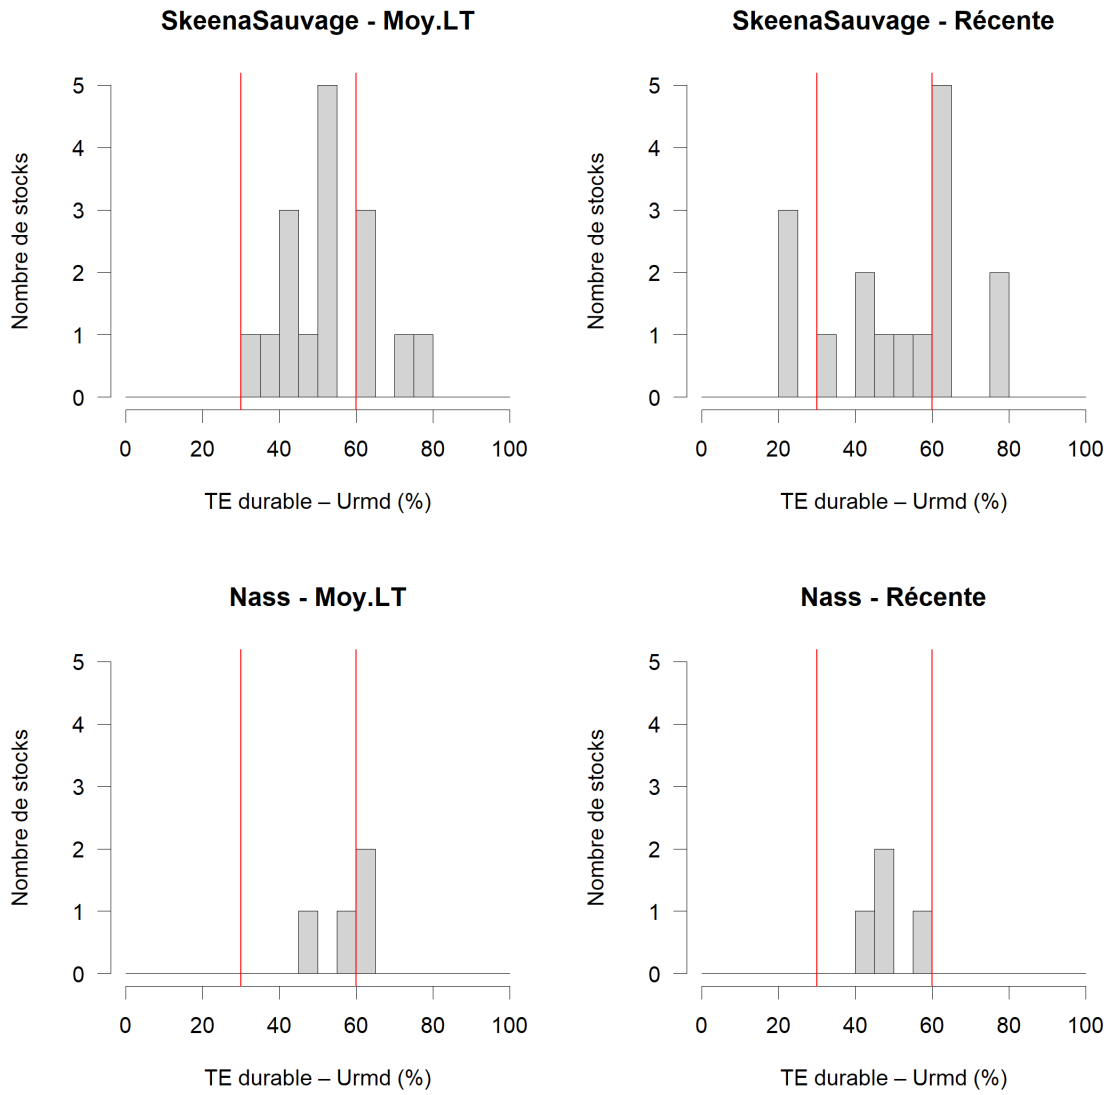 SkeenaSauvage - Moy.LT
Nombre de stocks
5
4
3
2
1
0
0 20 40 60 80 100
TE durable – Urmd (%)
SkeenaSauvage - Récente
Nombre de stocks
5
4
3
2
1
0
0 20 40 60 80 100
TE durable – Urmd (%)
Nass - Moy.LT
Nombre de stocks
5
4
3
2
1
0
0 20 40 60 80 100
TE durable – Urmd (%)
Nass - Récente
Nombre de stocks
5
4
3
2
1
0
0 20 40 60 80 100
TE durable – Urmd (%)